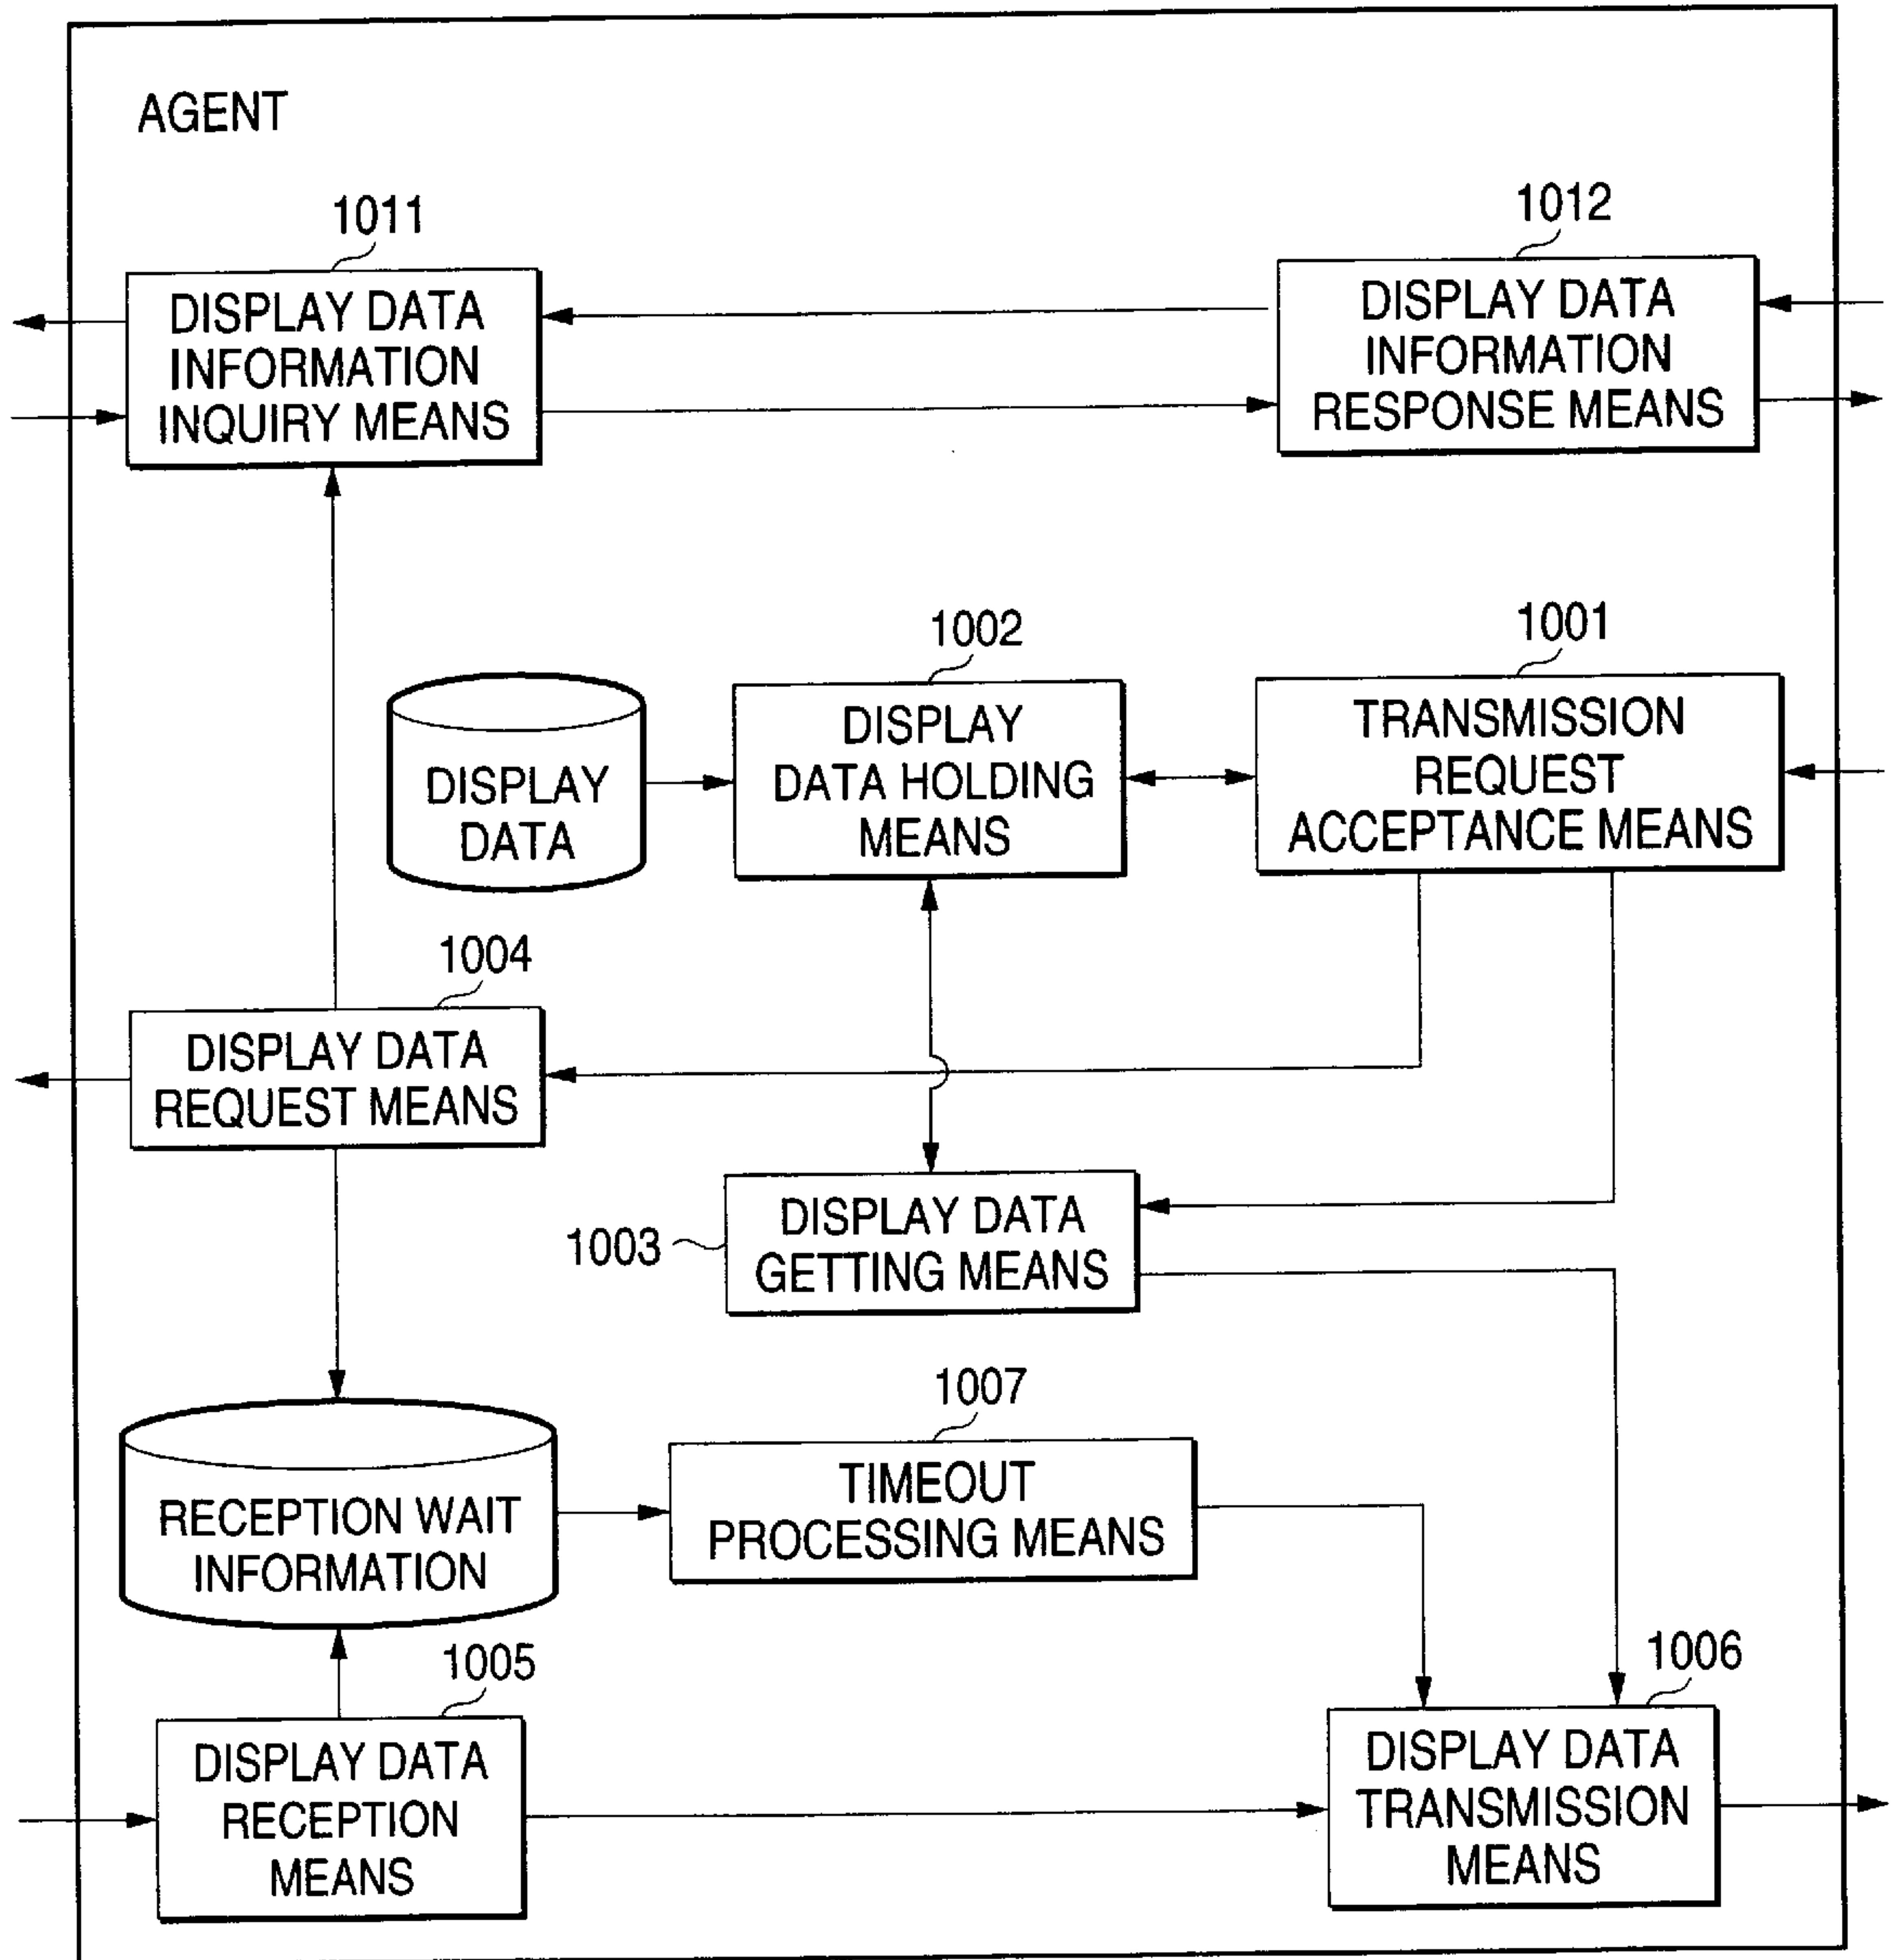 AGENT
1011
1012
DISPLAY DATA
INFORMATION
INQUIRY MEANS
DISPLAY DATA
INFORMATION
RESPONSE MEANS
1002
1001
DISPLAY
DATA
DISPLAY
DATA HOLDING
MEANS
TRANSMISSION
REQUEST
ACCEPTANCE MEANS
1004
DISPLAY DATA
REQUEST MEANS
1003
DISPLAY DATA
GETTING MEANS
1007
RECEPTION WAIT
INFORMATION
TIMEOUT
PROCESSING MEANS
1005
1006
DISPLAY DATA
RECEPTION
MEANS
DISPLAY DATA
TRANSMISSION
MEANS